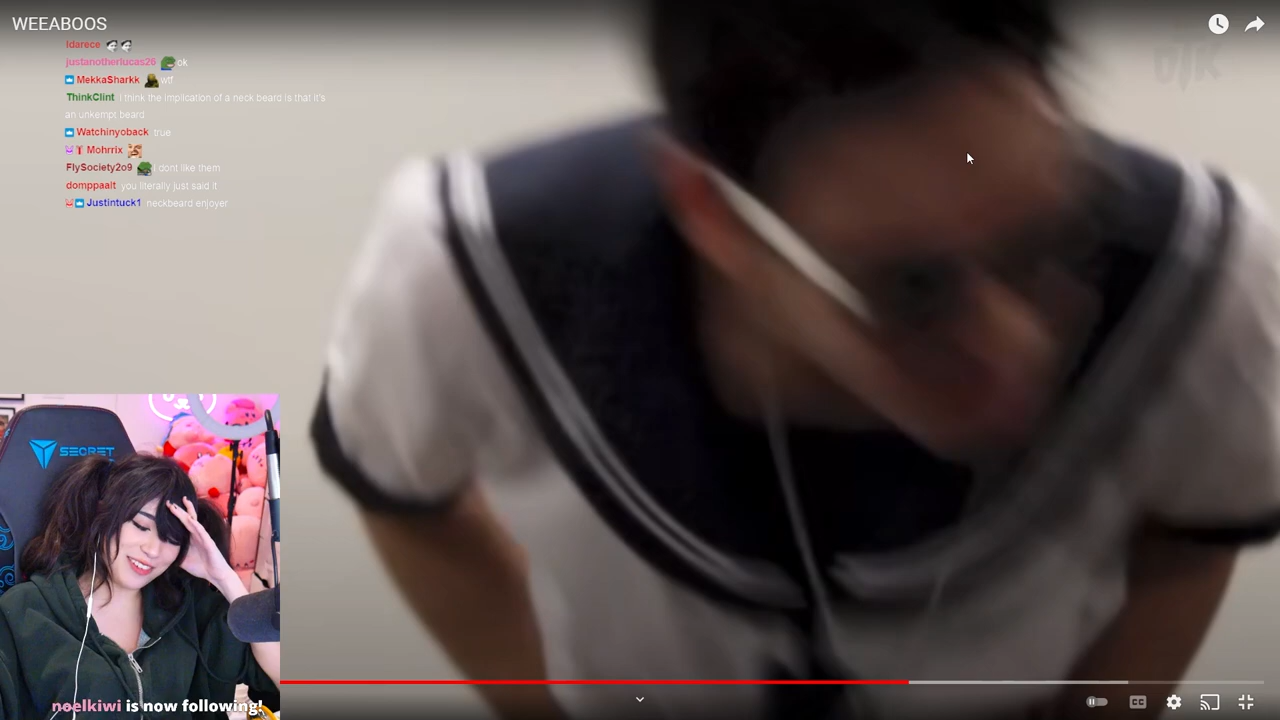 WEEABOOS
idarece
justanotherlucas26 ok
MekkaSharkk wtf
ThinkClint i think the implication of a neck beard is that it's
an unkempt beard
Watchinyoback true
Mohrrix
FlySociety2o9 i dont like them
domppaalt you literally just said it
Justintuck1 neckbeard enjoyer
SECRET
noelkiwi is now following!
CC